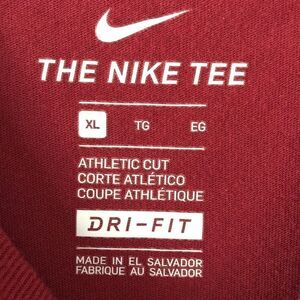 THE NIKE TEE
XL TG EG
ATHLETIC CUT
CORTE ATLÉTICO
COUPE ATHLÉTIQUE
DRI-FIT
MADE IN EL SALVADOR
FABRIQUE AU SALVADOR